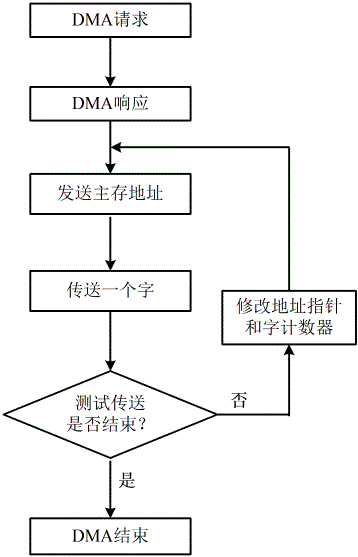 DMA请求
DMA响应
发送主存地址
传送一个字
修改地址指针
和字计数器
测试传送
是否结束？
否
是
DMA结束